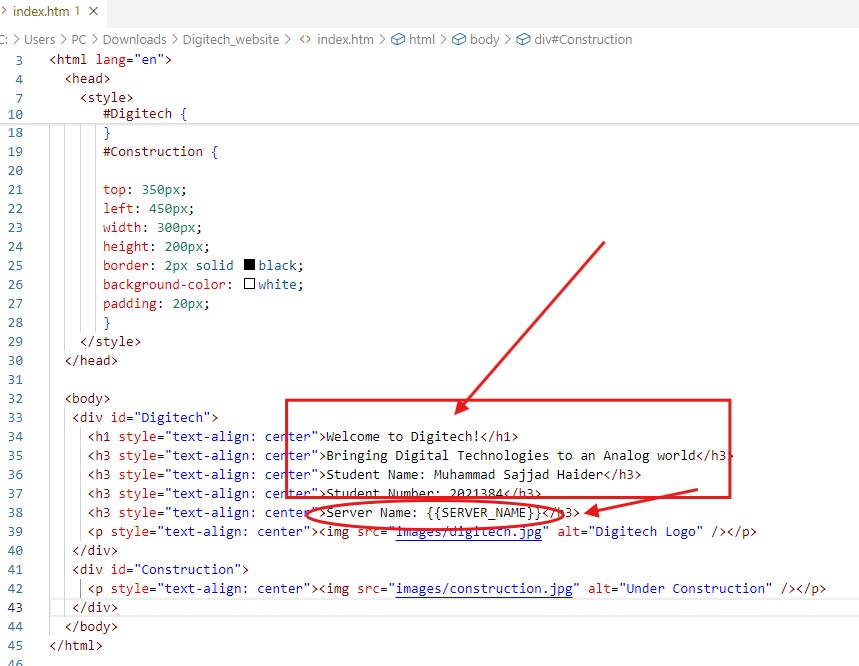 index.htm 1 ×
C: > Users > PC > Downloads > Digitech_website > <> index.htm > html > body > div#Construction
3 <html lang="en">
4 <head>
7 <style>
10 #Digitech {
18 }
19 #Construction {
20
21 top: 350px;
22 left: 450px;
23 width: 300px;
24 height: 200px;
25 border: 2px solid black;
26 background-color: white;
27 padding: 20px;
28 }
29 </style>
30 </head>
31
32 <body>
33 <div id="Digitech">
34 <h1 style="text-align: center">Welcome to Digitech!</h1>
35 <h3 style="text-align: center">Bringing Digital Technologies to an Analog world</h3>
36 <h3 style="text-align: center">Student Name: Muhammad Sajjad Haider</h3>
37 <h3 style="text-align: center">Student Number: 2021384</h3>
38 <h3 style="text-align: center">Server Name: {{SERVER_NAME}}</h3>
39 <p style="text-align: center"><img src="images/digitech.jpg" alt="Digitech Logo" /></p>
40 </div>
41 <div id="Construction">
42 <p style="text-align: center"><img src="images/construction.jpg" alt="Under Construction" /></p>
43 </div>
44 </body>
45 </html>
46